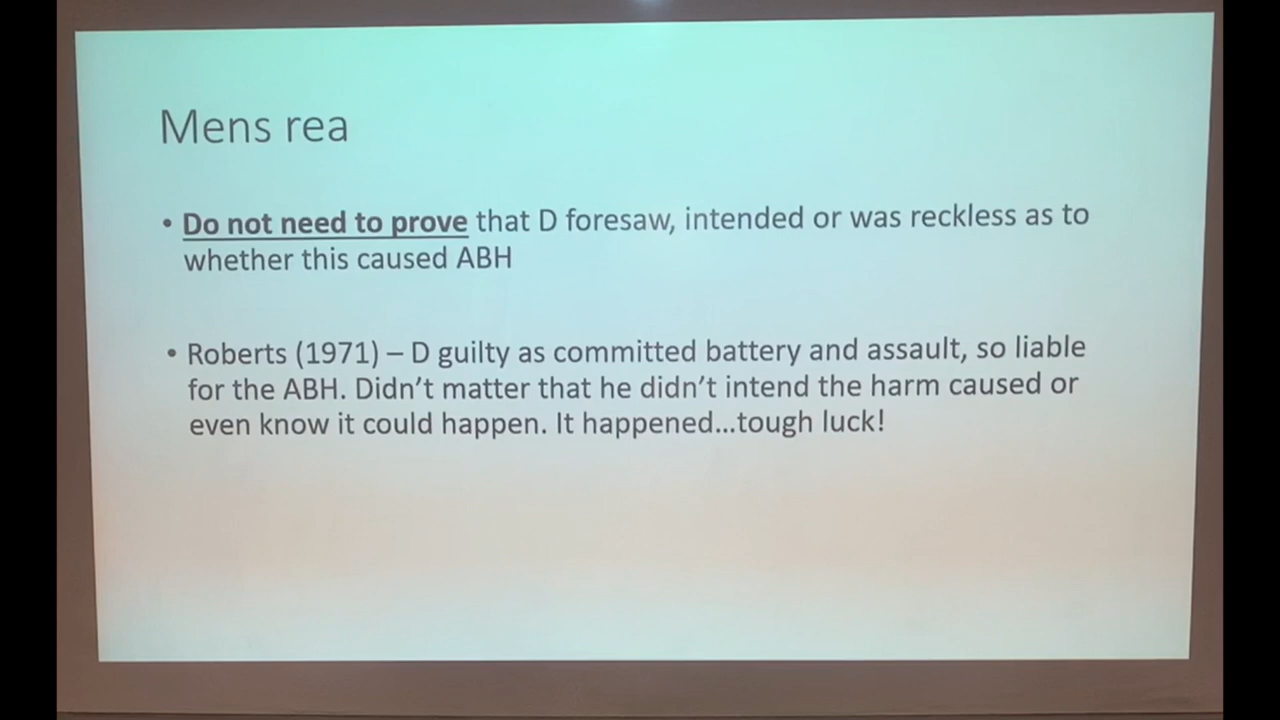 Mens rea
• Do not need to prove that D foresaw, intended or was reckless as to
whether this caused ABH
• Roberts (1971) – D guilty as committed battery and assault, so liable
for the ABH. Didn’t matter that he didn’t intend the harm caused or
even know it could happen. It happened…tough luck!